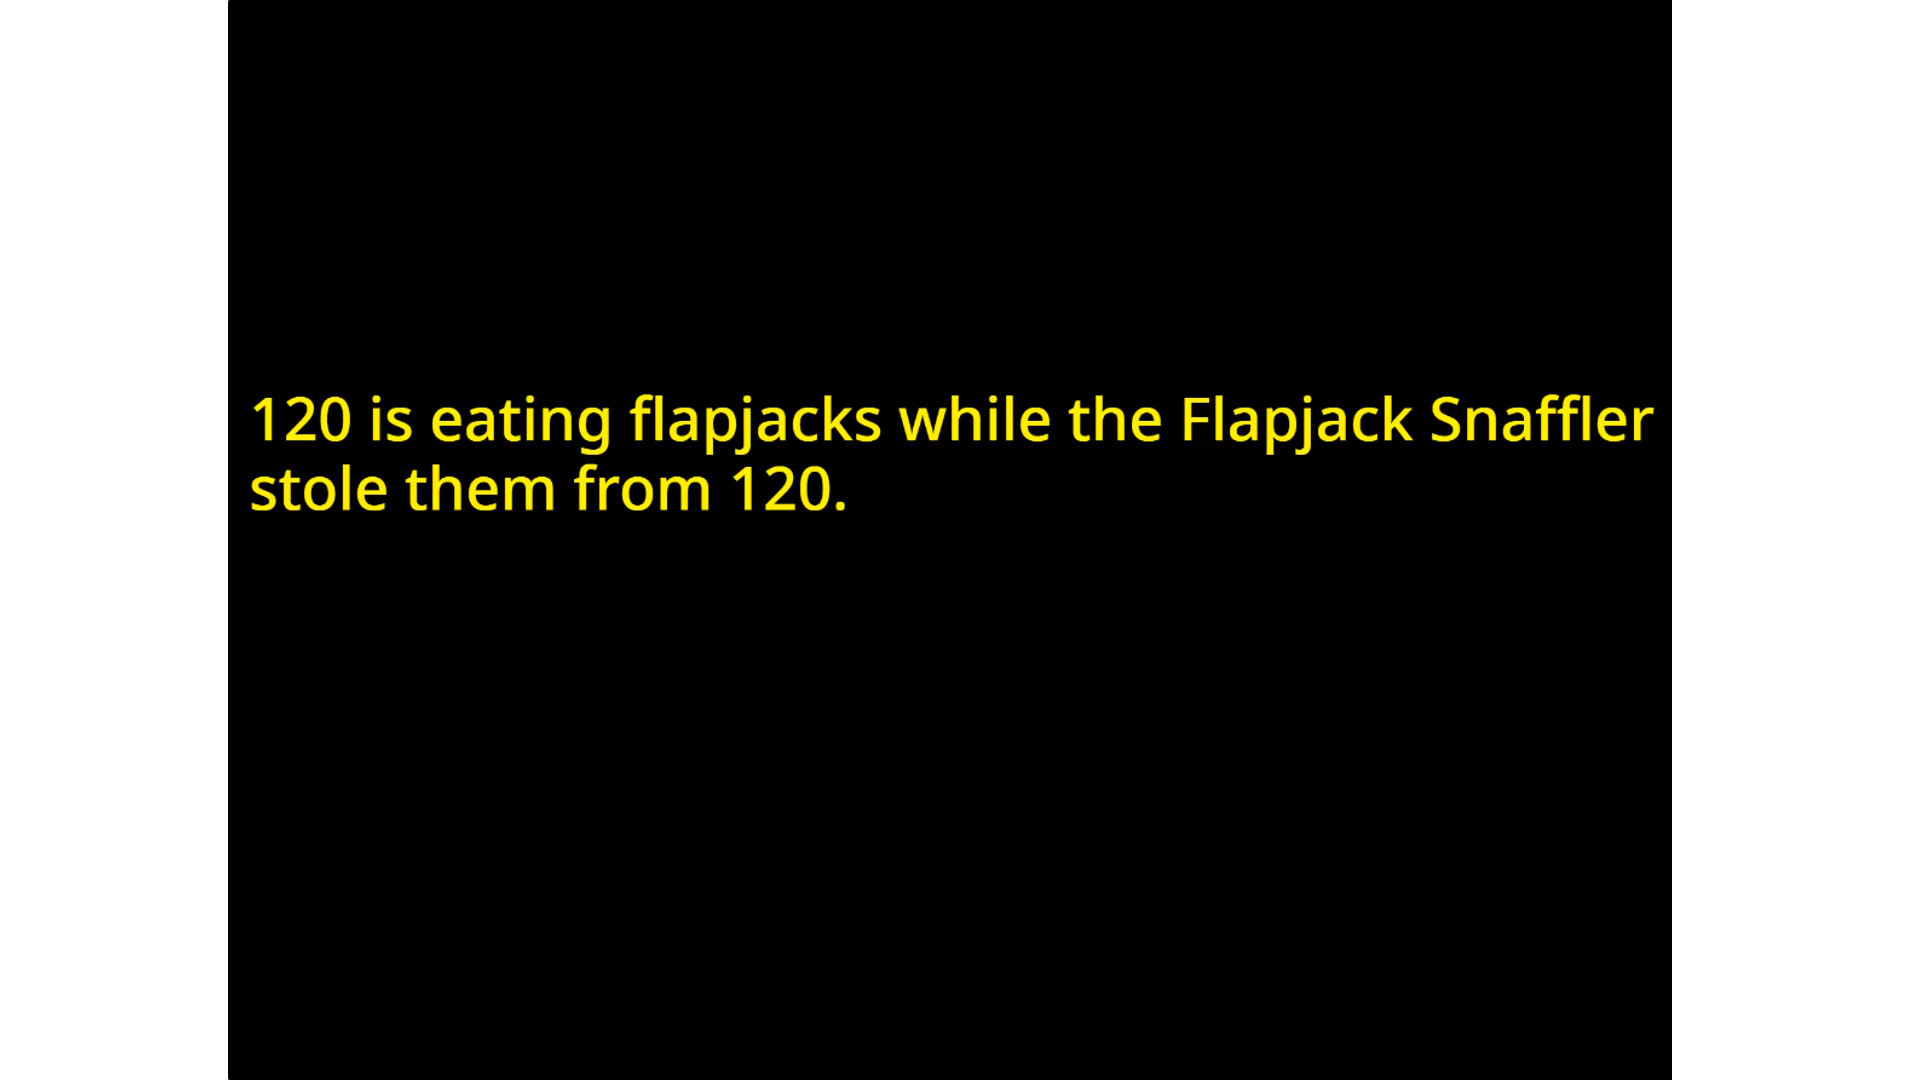 120 is eating flapjacks while the Flapjack Snaffler
stole them from 120.